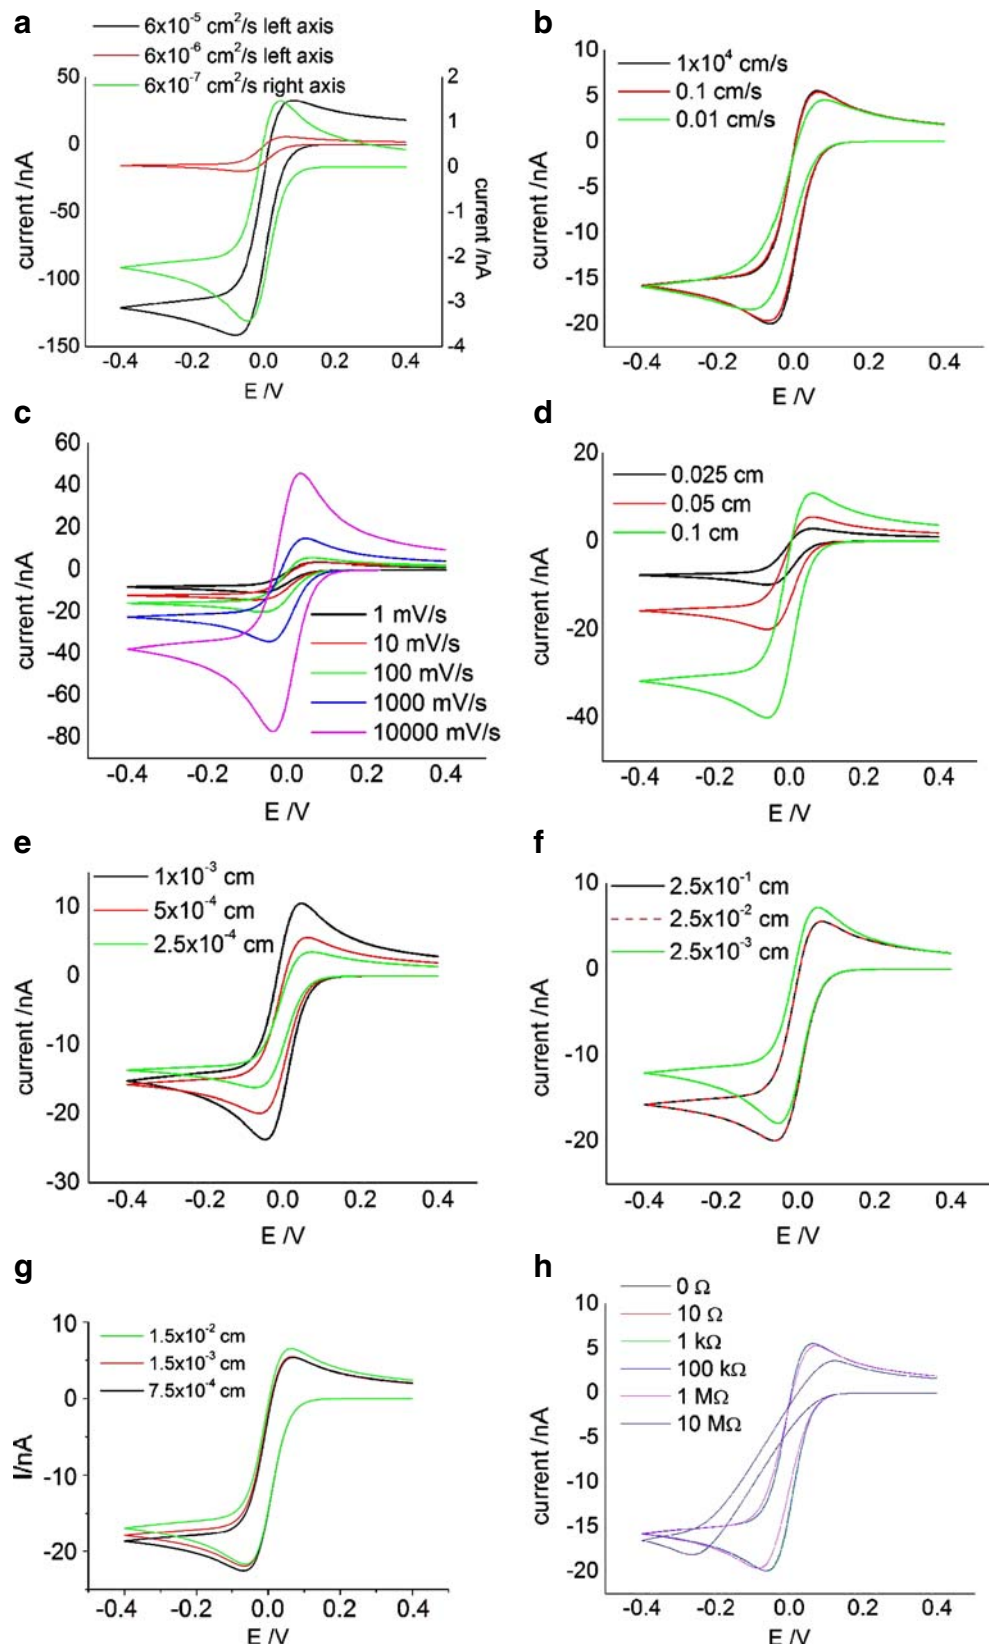 a
6x10⁻⁵ cm²/s left axis
6x10⁻⁶ cm²/s left axis
6x10⁻⁷ cm²/s right axis
50
0
-50
-100
-150
2
1
0
-1
-2
-3
-4
current /nA
current /nA
-0.4 -0.2 0.0 0.2 0.4
E /V
b
1x10⁴ cm/s
0.1 cm/s
0.01 cm/s
10
5
0
-5
-10
-15
-20
current /nA
-0.4 -0.2 0.0 0.2 0.4
E /V
c
60
40
20
0
-20
-40
-60
-80
current /nA
1 mV/s
10 mV/s
100 mV/s
1000 mV/s
10000 mV/s
-0.4 -0.2 0.0 0.2 0.4
E /V
d
0.025 cm
0.05 cm
0.1 cm
20
0
-20
-40
current /nA
-0.4 -0.2 0.0 0.2 0.4
E /V
e
1x10⁻³ cm
5x10⁻⁴ cm
2.5x10⁻⁴ cm
10
0
-10
-20
-30
current /nA
-0.4 -0.2 0.0 0.2 0.4
E /V
f
2.5x10⁻¹ cm
2.5x10⁻² cm
2.5x10⁻³ cm
10
0
-10
-20
current /nA
-0.4 -0.2 0.0 0.2 0.4
E /V
g
1.5x10⁻² cm
1.5x10⁻³ cm
7.5x10⁻⁴ cm
10
0
-10
-20
I/nA
-0.4 -0.2 0.0 0.2 0.4
E /V
h
0 Ω
10 Ω
1 kΩ
100 kΩ
1 MΩ
10 MΩ
10
5
0
-5
-10
-15
-20
current /nA
-0.4 -0.2 0.0 0.2 0.4
E /V